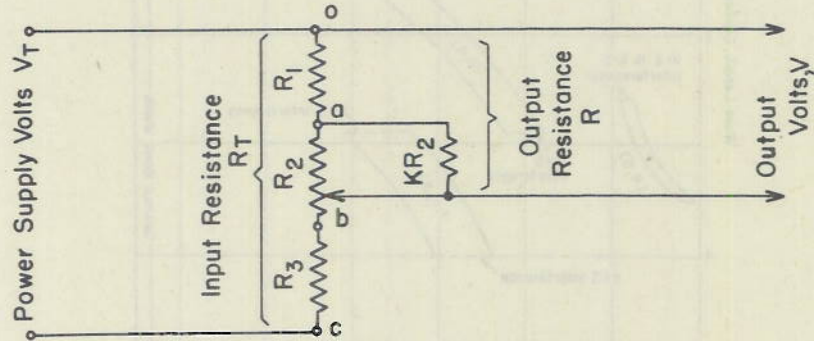 Power Supply Volts V_T
Input Resistance
R_T
R_1
R_2
R_3
o
a
b
c
KR_2
Output
Resistance
R
Output
Volts, V